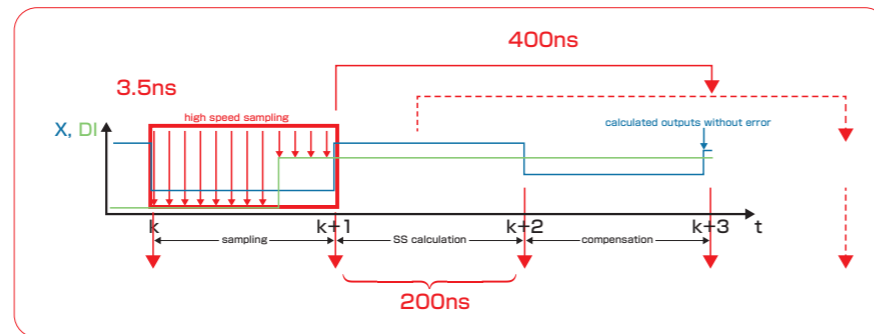 400ns
3.5ns
high speed sampling
X, DI
calculated outputs without error
k
k+1
k+2
k+3
t
sampling
SS calculation
compensation
200ns